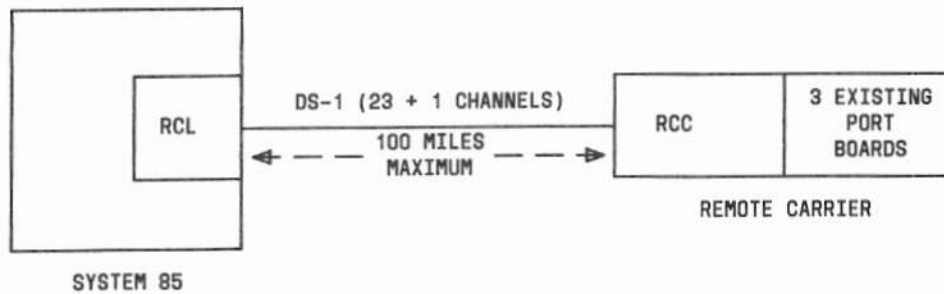 RCL
DS-1 (23 + 1 CHANNELS)
100 MILES
MAXIMUM
RCC
3 EXISTING
PORT
BOARDS
REMOTE CARRIER
SYSTEM 85